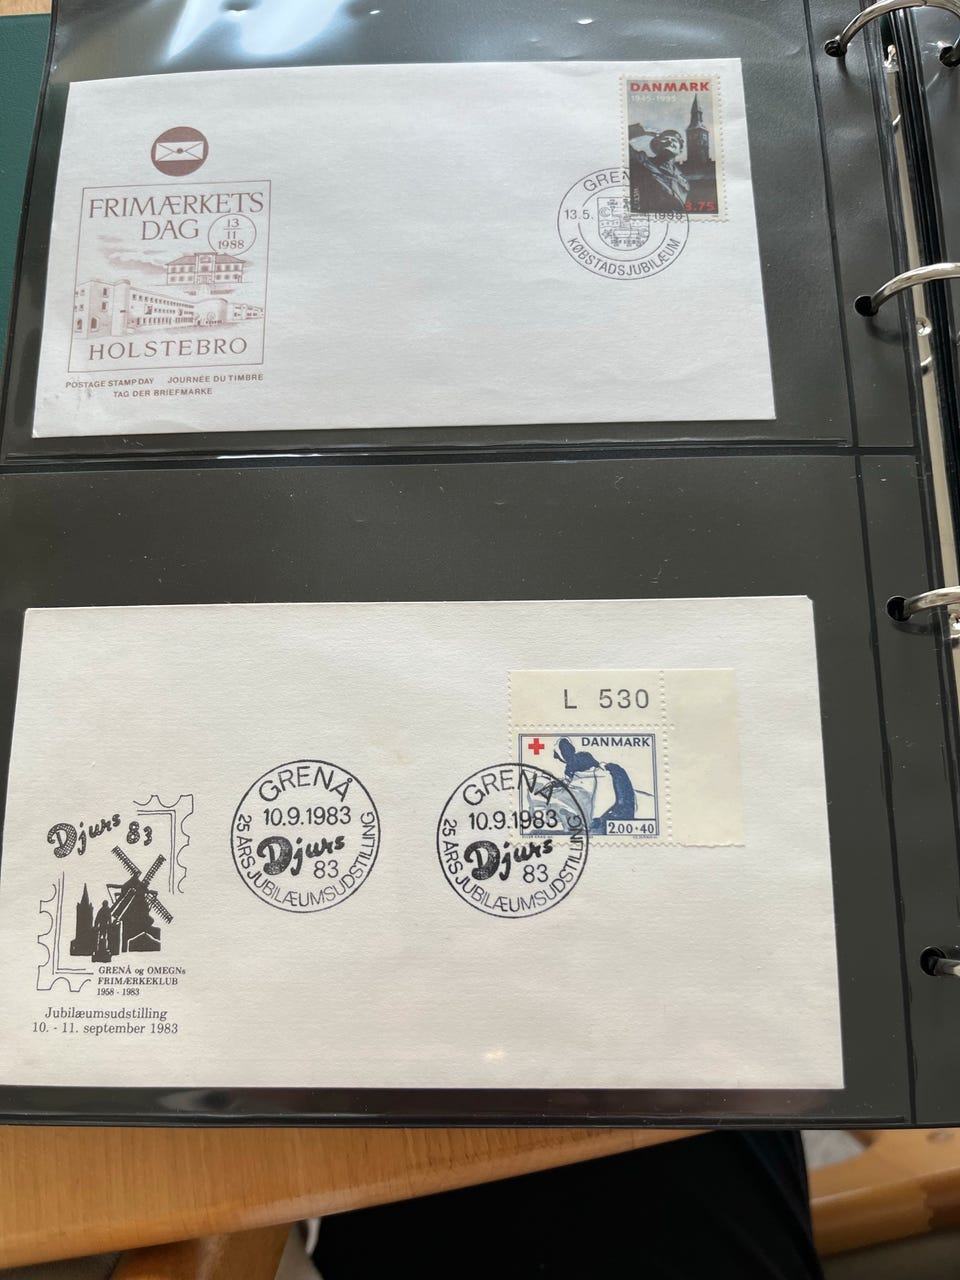 FRIMÆRKETS
DAG
13
11
1988
HOLSTEBRO
POSTAGE STAMP DAY JOURNÉE DU TIMBRE
TAG DER BRIEFMARKE
DANMARK
1945-1995
3.75
13.5. 1995
KØBSTADSJUBILÆUM
L 530
DANMARK
2.00+40
GRENÅ
10.9.1983
Djurs
83
25 ÅRS JUBILÆUMSUDSTILLING
GRENÅ
10.9.1983
Djurs
83
25 ÅRS JUBILÆUMSUDSTILLING
Djurs 83
GRENÅ og OMEGNs
FRIMÆRKEKLUB
1958 - 1983
Jubilæumsudstilling
10. - 11. september 1983